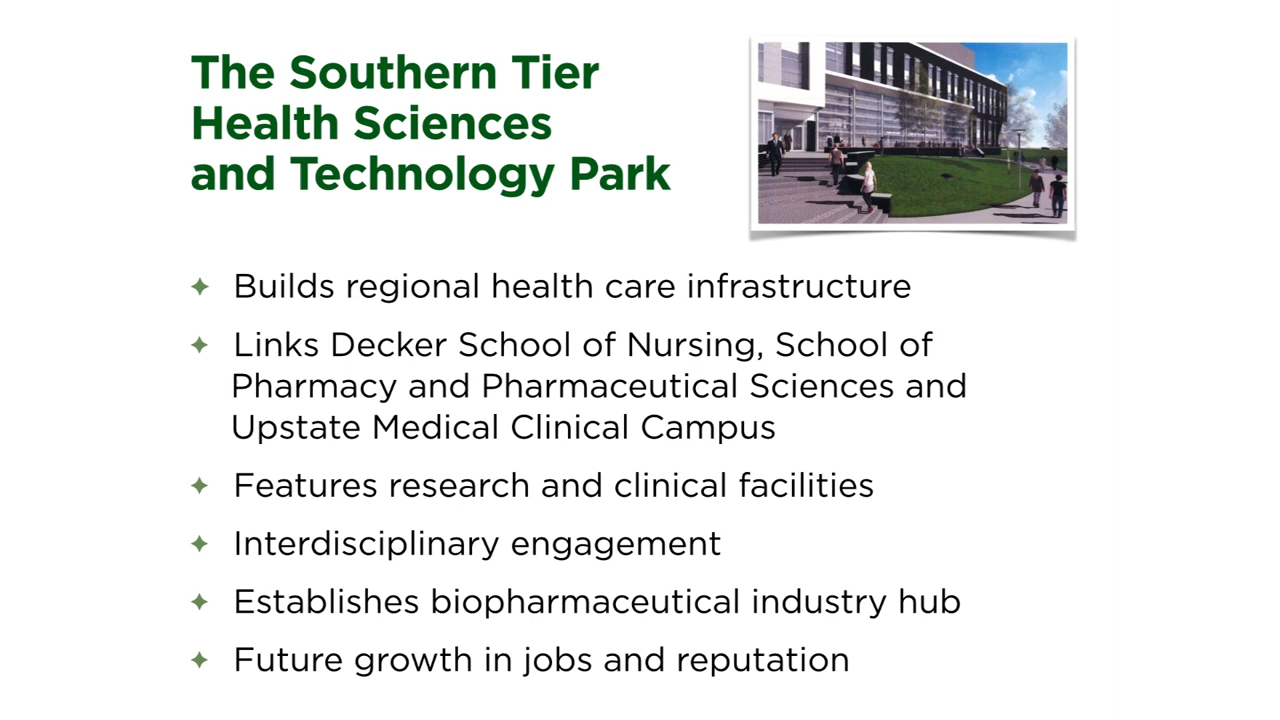 The Southern Tier
Health Sciences
and Technology Park
✦ Builds regional health care infrastructure
✦ Links Decker School of Nursing, School of
Pharmacy and Pharmaceutical Sciences and
Upstate Medical Clinical Campus
✦ Features research and clinical facilities
✦ Interdisciplinary engagement
✦ Establishes biopharmaceutical industry hub
✦ Future growth in jobs and reputation